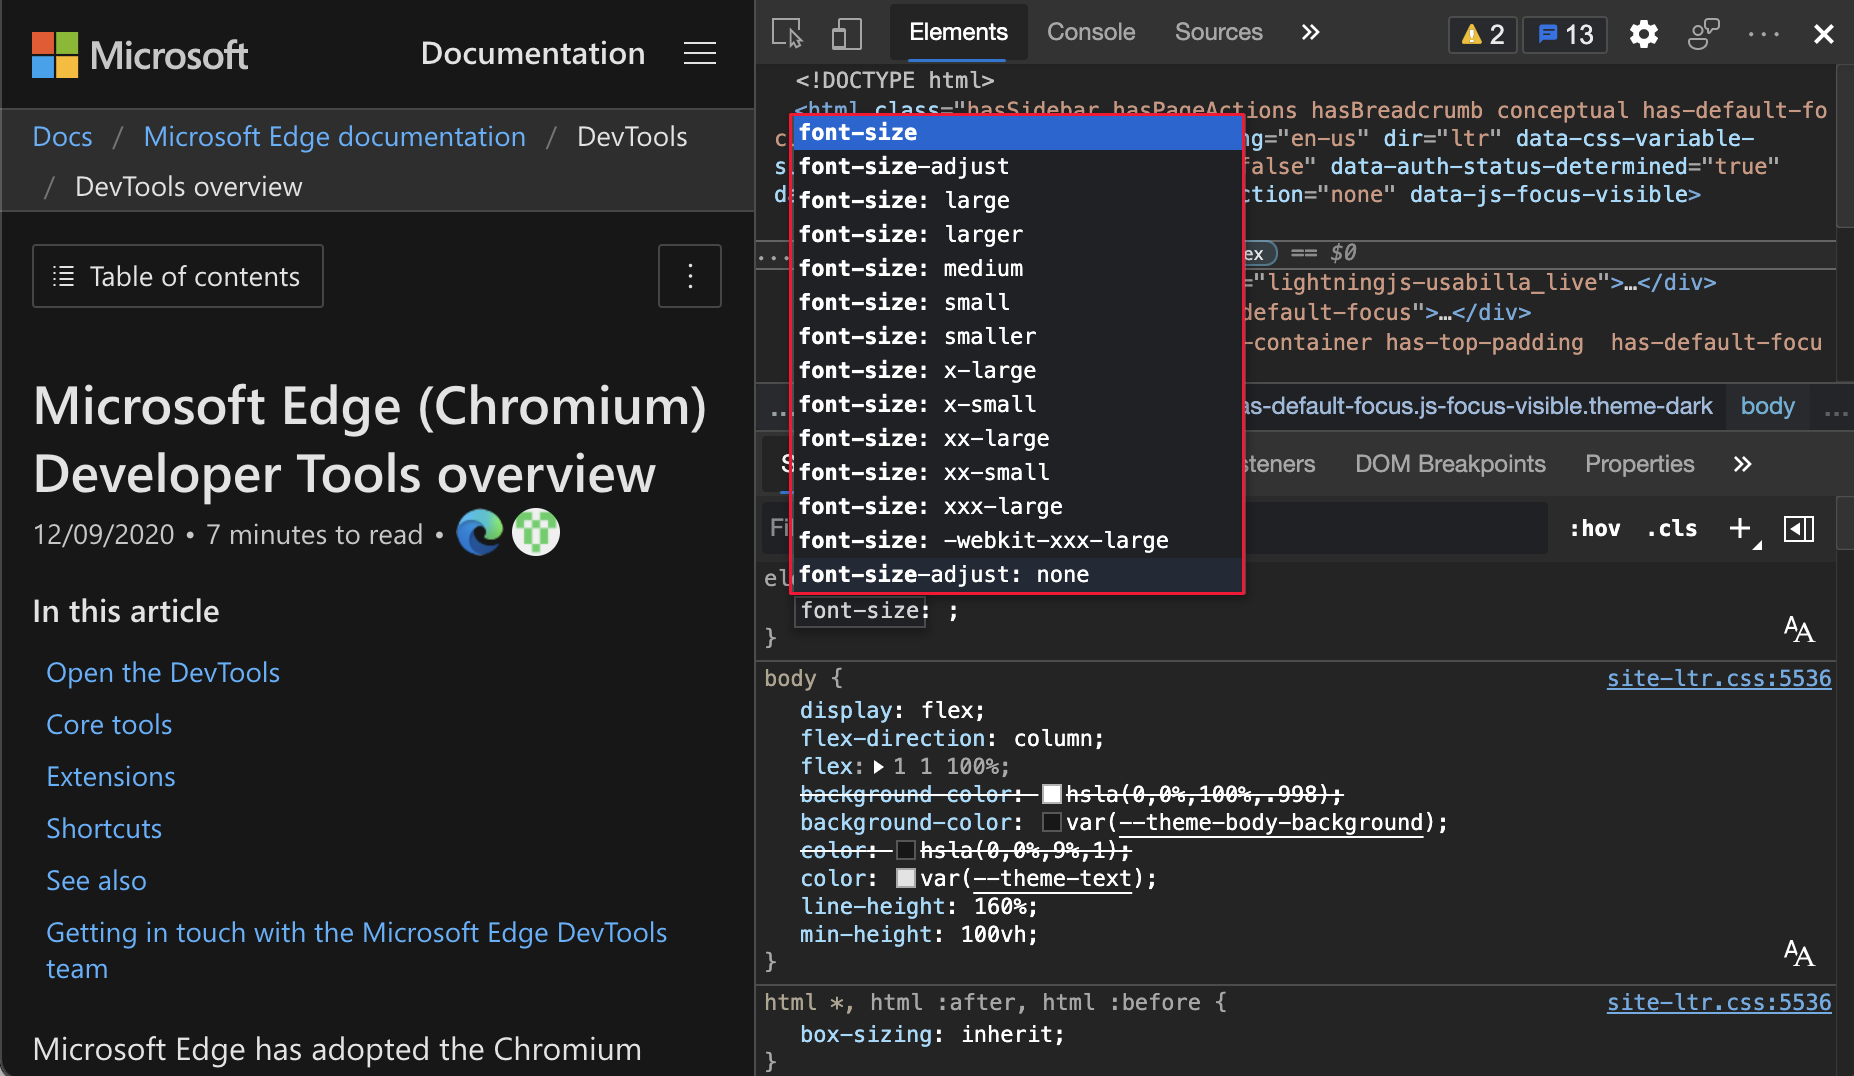 Microsoft
Documentation
Docs / Microsoft Edge documentation / DevTools
/ DevTools overview
Table of contents
Microsoft Edge (Chromium)
Developer Tools overview
12/09/2020 • 7 minutes to read •
In this article
Open the DevTools
Core tools
Extensions
Shortcuts
See also
Getting in touch with the Microsoft Edge DevTools
team
Microsoft Edge has adopted the Chromium
Elements
Console
Sources
2
13
<!DOCTYPE html>
<html class="hasSidebar hasPageActions hasBreadcrumb conceptual has-default-fo
="en-us" dir="ltr" data-css-variable-
" data-auth-status-determined="true"
="none" data-js-focus-visible>
== $0
="lightningjs-usabilla_live">…</div>
default-focus">…</div>
-container has-top-padding has-default-focu
font-size
font-size-adjust
font-size: large
font-size: larger
font-size: medium
font-size: small
font-size: smaller
font-size: x-large
font-size: x-small
font-size: xx-large
font-size: xx-small
font-size: xxx-large
font-size: -webkit-xxx-large
font-size-adjust: none
...
as-default-focus.js-focus-visible.theme-dark
body
...
steners
DOM Breakpoints
Properties
:hov
.cls
font-size: ;
}
body {
site-ltr.css:5536
display: flex;
flex-direction: column;
flex: 1 1 100%;
background-color: hsla(0,0%,100%,.998);
background-color: var(--theme-body-background);
color: hsla(0,0%,9%,1);
color: var(--theme-text);
line-height: 160%;
min-height: 100vh;
}
html *, html :after, html :before {
site-ltr.css:5536
box-sizing: inherit;
}